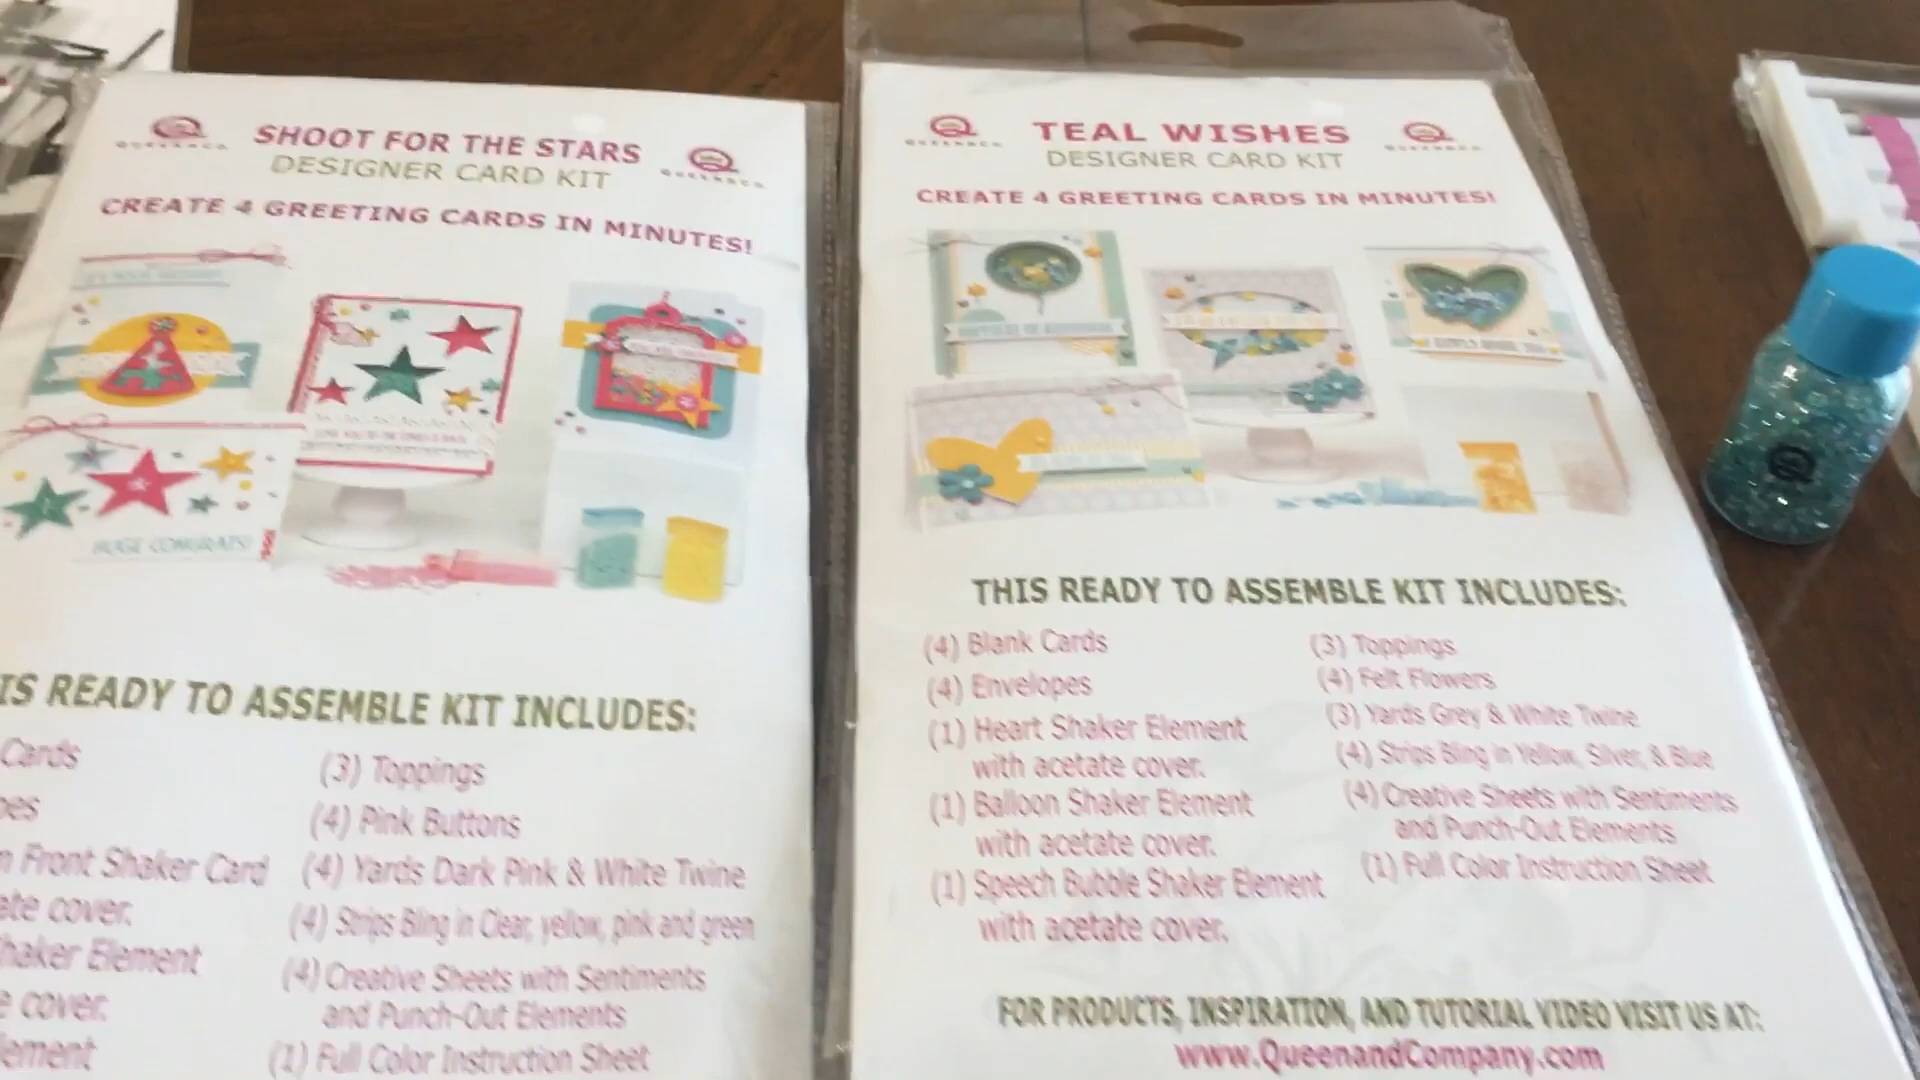 SHOOT FOR THE STARS
DESIGNER CARD KIT
CREATE 4 GREETING CARDS IN MINUTES!
HUGE CONGRATS!
IS READY TO ASSEMBLE KIT INCLUDES:
Cards
Front Shaker Card
cover.
Element
cover.
(3) Toppings
(4) Pink Buttons
(4) Yards Dark Pink & White Twine
(4) Strips Bling in Clear, yellow, pink and green
(4) Creative Sheets with Sentiments
and Punch-Out Elements
(1) Full Color Instruction Sheet
TEAL WISHES
DESIGNER CARD KIT
CREATE 4 GREETING CARDS IN MINUTES!
THIS READY TO ASSEMBLE KIT INCLUDES:
(4) Blank Cards
(4) Envelopes
(1) Heart Shaker Element
with acetate cover.
(1) Balloon Shaker Element
with acetate cover.
(1) Speech Bubble Shaker Element
with acetate cover.
(3) Toppings
(4) Felt Flowers
(3) Yards Grey & White Twine
(4) Strips Bling in Yellow, Silver, & Blue
(4) Creative Sheets with Sentiments
and Punch-Out Elements
(1) Full Color Instruction Sheet
FOR PRODUCTS, INSPIRATION, AND TUTORIAL VIDEO VISIT US AT:
www.QueenandCompany.com